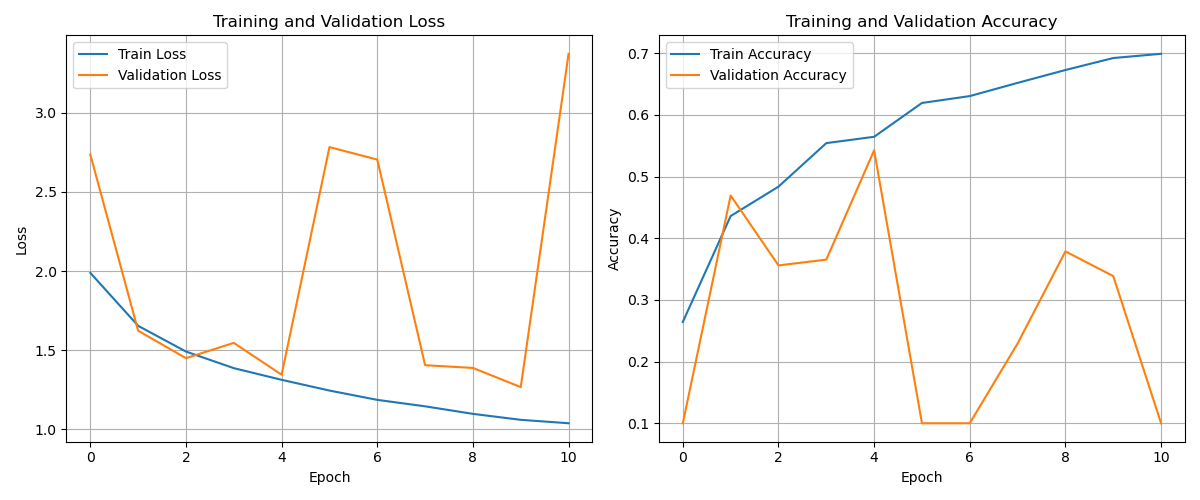 Training and Validation Loss
Train Loss
Validation Loss
3.0
2.5
2.0
1.5
1.0
Loss
0 2 4 6 8 10
Epoch
Training and Validation Accuracy
Train Accuracy
Validation Accuracy
0.7
0.6
0.5
0.4
0.3
0.2
0.1
Accuracy
0 2 4 6 8 10
Epoch